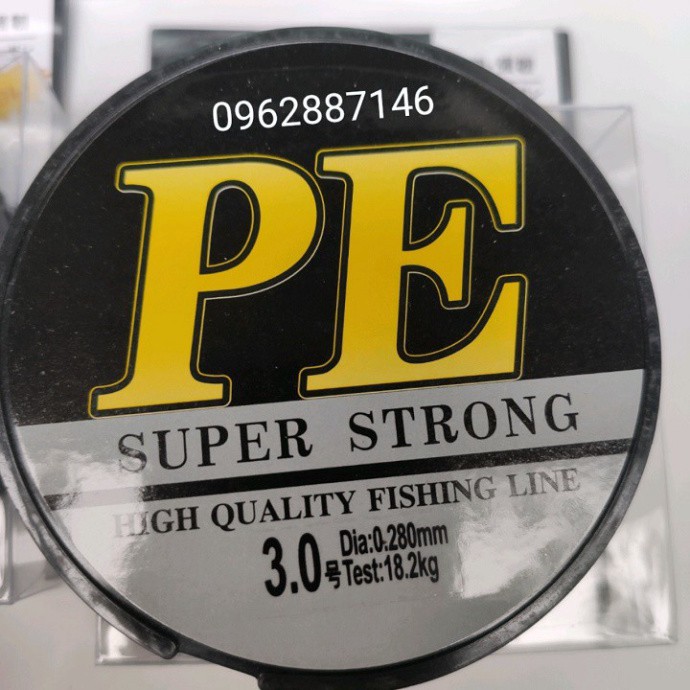 0962887146
PE
SUPER STRONG
HIGH QUALITY FISHING LINE
3.0号
Dia:0.280mm
Test:18.2kg